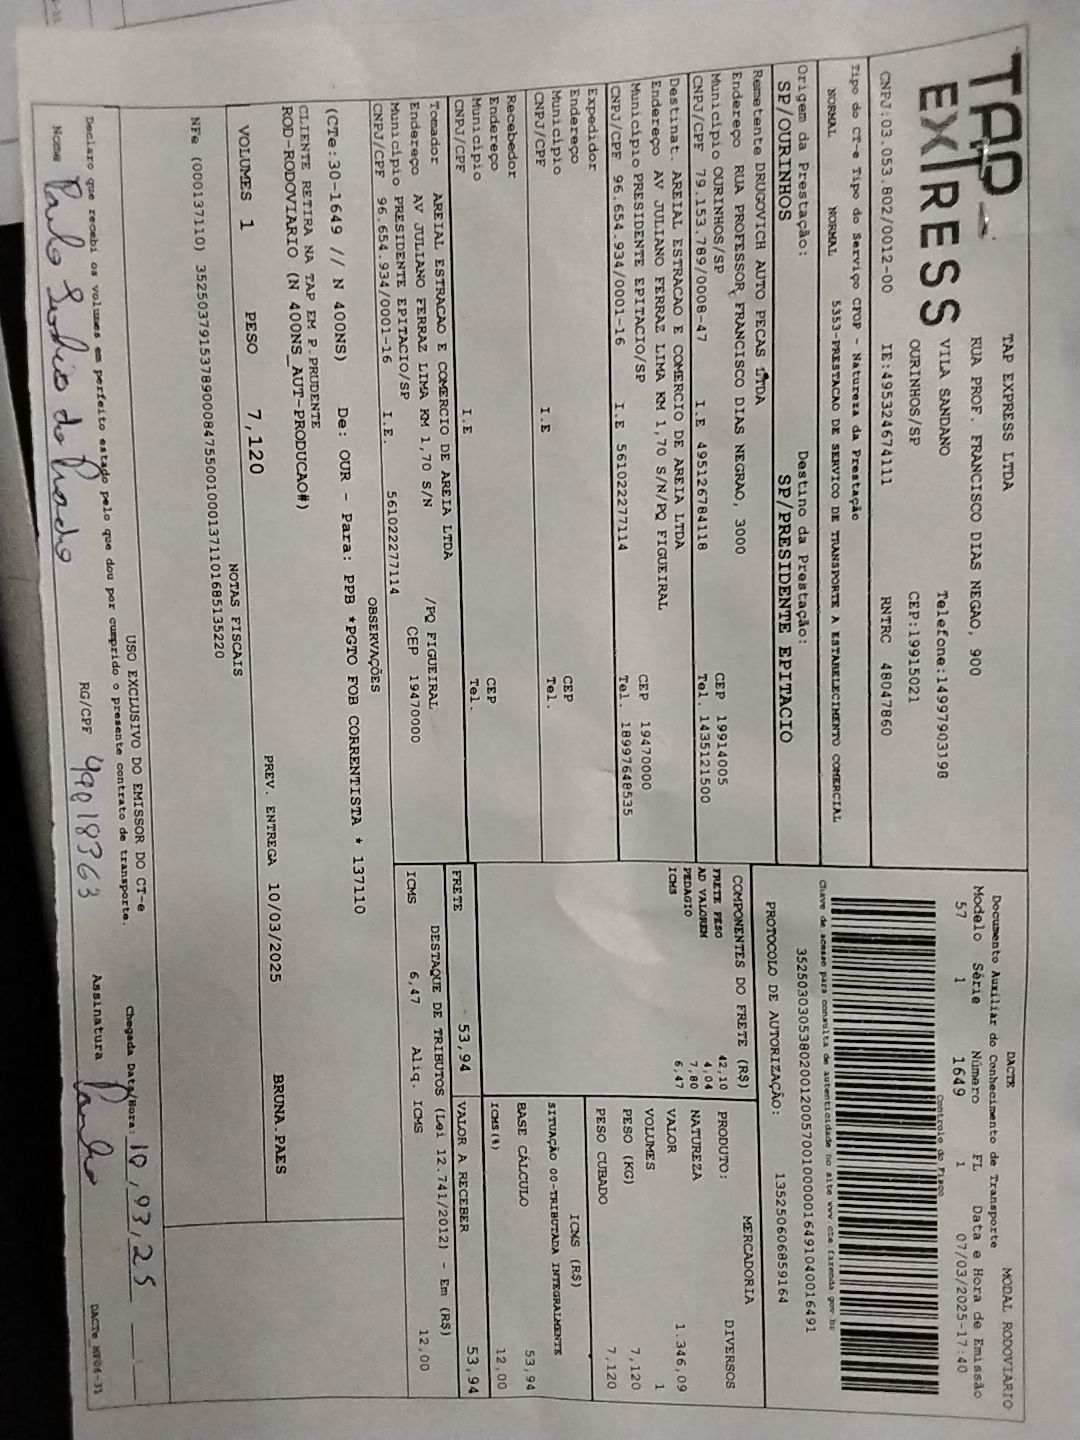 TAP EXPRESS
TAP EXPRESS LTDA
RUA PROF. FRANCISCO DIAS NEGAO, 900
VILA SANDANO Telefone:14997903198
OURINHOS/SP CEP:19915021
CNPJ:03.053.802/0012-00 IE:495324674111 RNTRC 48047860
Tipo do CT-e Tipo do Serviço CFOP - Natureza da Prestação
NORMAL NORMAL 5353-PRESTACAO DE SERVICO DE TRANSPORTE A ESTABELECIMENTO COMERCIAL
Origem da Prestação: Destino da Prestação:
SP/OURINHOS SP/PRESIDENTE EPITACIO
DACTE MODAL RODOVIARIO
Documento Auxiliar do Conhecimento de Transporte
Modelo Série Número FL Data e Hora de Emissão
57 1 1649 1 07/03/2025-17:40
Controle do Fisco
Chave de acesso para consulta de autenticidade no site www.cte.fazenda.gov.br
35250303053802001200570010000016491040016491
PROTOCOLO DE AUTORIZAÇÃO: 135250606859164
Remetente DRUGOVICH AUTO PECAS LTDA
Endereço RUA PROFESSOR FRANCISCO DIAS NEGRAO, 3000
Município OURINHOS/SP CEP 19914005
CNPJ/CPF 79.153.789/0008-47 I.E 495126784118 Tel. 1435121500
Destinat. AREIAL ESTRACAO E COMERCIO DE AREIA LTDA
Endereço AV JULIANO FERRAZ LIMA KM 1,70 S/N/PQ FIGUEIRAL
Município PRESIDENTE EPITACIO/SP CEP 19470000
CNPJ/CPF 96.654.934/0001-16 I.E 561022277114 Tel. 18997648535
Expedidor
Endereço
Município CEP
CNPJ/CPF I.E Tel.
Recebedor
Endereço
Município CEP
CNPJ/CPF I.E Tel.
Tomador AREIAL ESTRACAO E COMERCIO DE AREIA LTDA
Endereço AV JULIANO FERRAZ LIMA KM 1,70 S/N /PQ FIGUEIRAL
Município PRESIDENTE EPITACIO/SP CEP 19470000
CNPJ/CPF 96.654.934/0001-16 I.E. 561022277114
COMPONENTES DO FRETE (R$)
FRETE PESO 42,10
AD VALOREM 4,04
PEDAGIO 7,80
ICMS 6,47
MERCADORIA
PRODUTO: DIVERSOS
NATUREZA
VALOR 1.346,09
VOLUMES 1
PESO (KG) 7,120
PESO CUBADO 7,120
ICMS (R$)
SITUAÇÃO 00-TRIBUTADA INTEGRALMENTE
BASE CÁLCULO 53,94
ICMS (%) 12,00
FRETE 53,94 VALOR A RECEBER 53,94
DESTAQUE DE TRIBUTOS (Lei 12.741/2012) - Em (R$)
ICMS 6,47 Aliq. ICMS 12,00
OBSERVAÇÕES
(CTe:30-1649 // N 400NS) De: OUR - Para: PPB *PGTO FOB CORRENTISTA * 137110
CLIENTE RETIRA NA TAP EM P.PRUDENTE
ROD-RODOVIARIO (N 400NS_AUT-PRODUCAO#)
PREV. ENTREGA 10/03/2025 BRUNA.PAES
VOLUMES 1 PESO 7,120
NOTAS FISCAIS
NFe (000137110) 35250379153789000847550010001371101685135220
USO EXCLUSIVO DO EMISSOR DO CT-e
Declaro que recebi os volumes em perfeito estado pelo que dou por cumprido o presente contrato de transporte.
Chegada Data/Hora: 10,93,25 :
Nome Paulo Sergio do Prado RG/CPF 49018363 Assinatura Paulo
DACTe_MP06-31